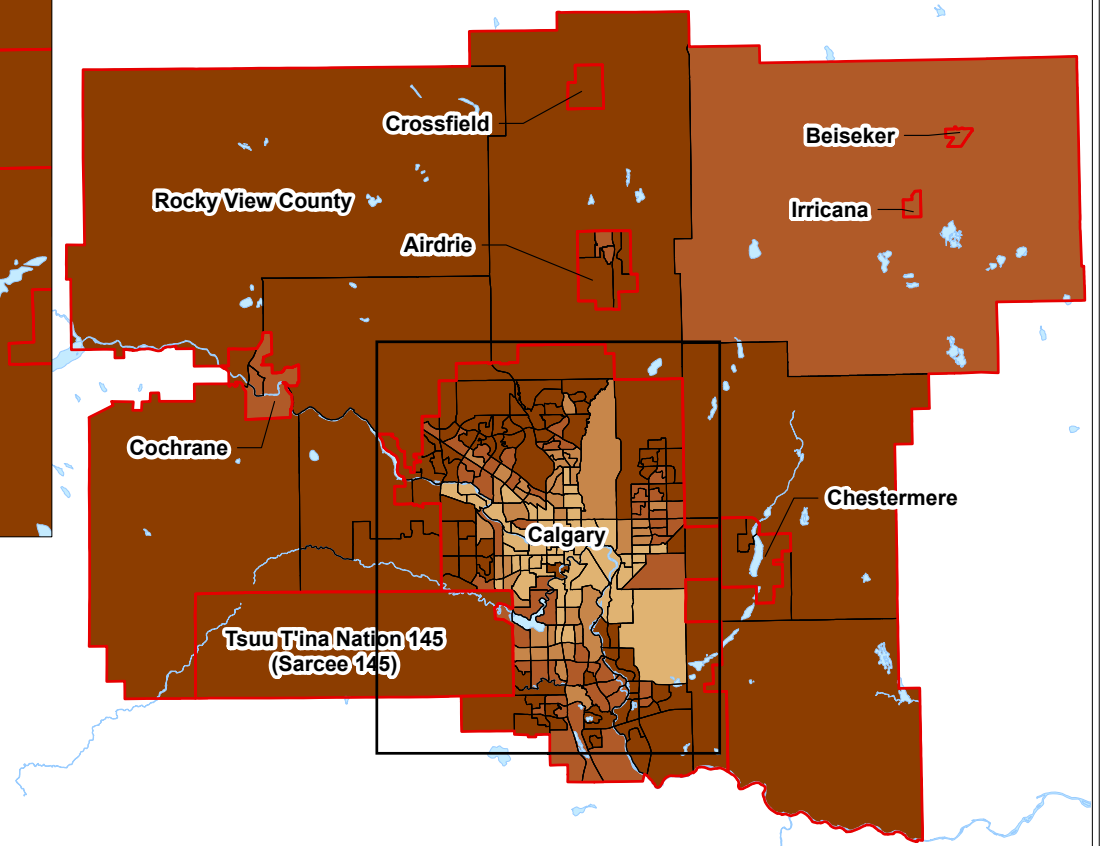 Crossfield
Beiseker
Rocky View County
Irricana
Airdrie
Cochrane
Chestermere
Calgary
Tsuu T'ina Nation 145
(Sarcee 145)